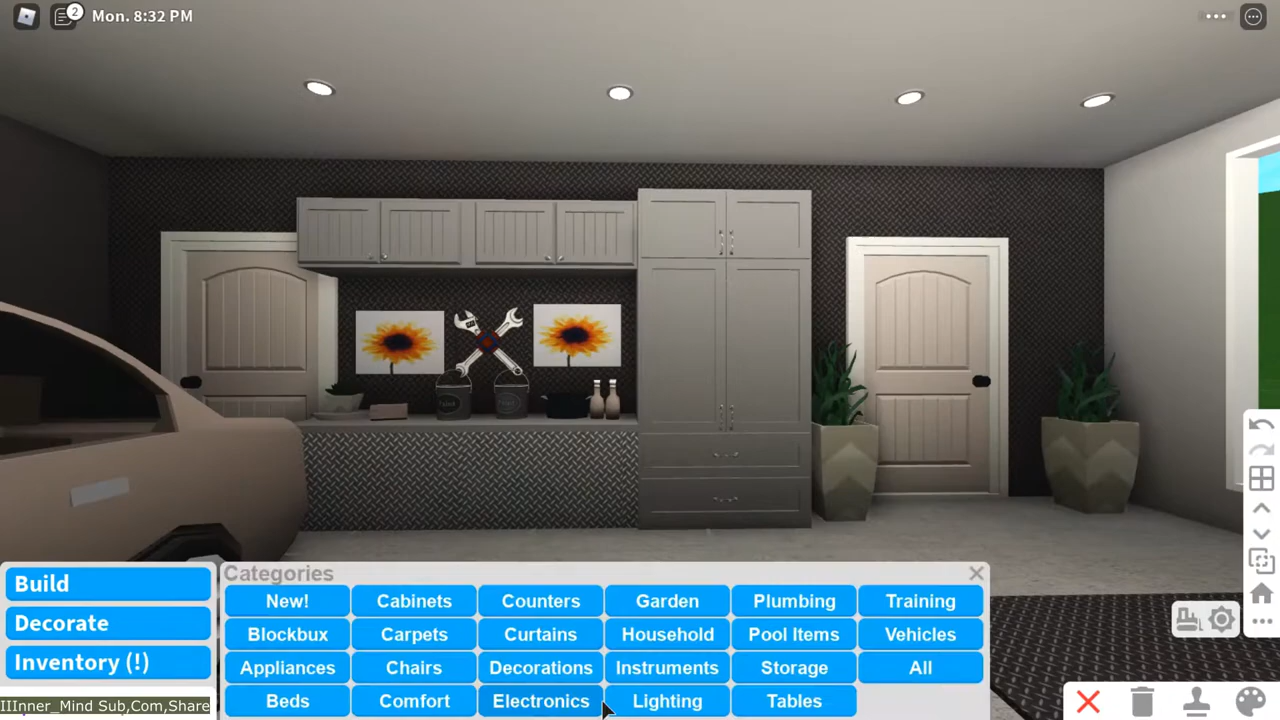 2
Mon. 8:32 PM
Build
Decorate
Inventory (!)
IIInner_Mind Sub,Com,Share
Categories
New! Cabinets Counters Garden Plumbing Training
Blockbux Carpets Curtains Household Pool Items Vehicles
Appliances Chairs Decorations Instruments Storage All
Beds Comfort Electronics Lighting Tables